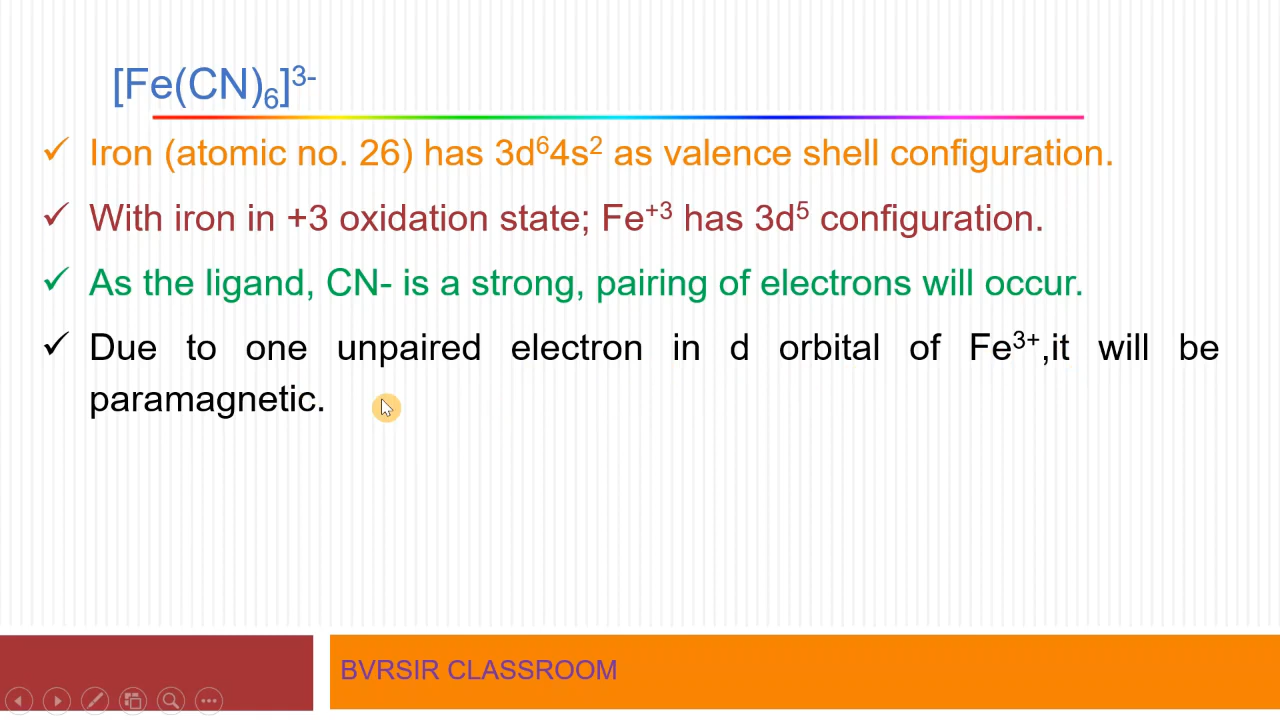 [Fe(CN)₆]³⁻
✓ Iron (atomic no. 26) has 3d⁶4s² as valence shell configuration.
✓ With iron in +3 oxidation state; Fe⁺³ has 3d⁵ configuration.
✓ As the ligand, CN- is a strong, pairing of electrons will occur.
✓ Due to one unpaired electron in d orbital of Fe³⁺,it will be
paramagnetic.
BVRSIR CLASSROOM